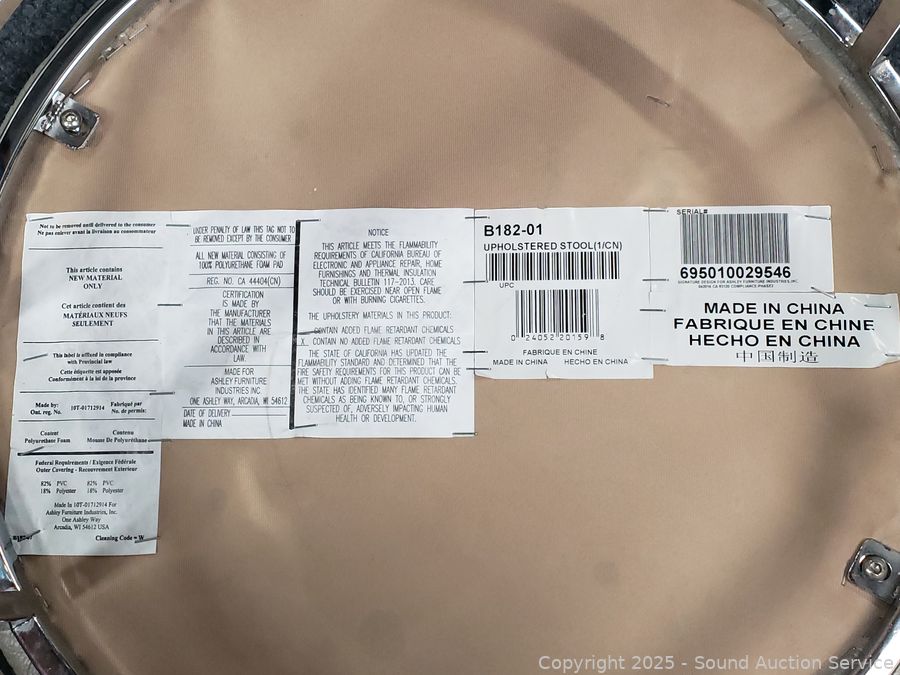 Not to be removed until delivered to the consumer
Ne pas enlever avant la livraison au consommateur
This article contains
NEW MATERIAL
ONLY
Cet article contient des
MATÉRIAUX NEUFS
SEULEMENT
This label is affixed in compliance
with Provincial law
Cette étiquette est apposée
Conformément à la loi de la province
Made by: 10T-01712914 Fabriqué par
Ont. reg. No. No. de permis:
Content Contenu
Polyurethane Foam Mousse De Polyuréthane
Federal Requirements / Exigence Fédérale
Outer Covering - Recouvrement Exterieur
82% PVC 82% PVC
18% Polyester 18% Polyester
Made In 10T-01712914 For
Ashley Furniture Industries, Inc.
One Ashley Way
Arcadia, WI 54612 USA
Cleaning Code = W
UNDER PENALTY OF LAW THIS TAG NOT TO
BE REMOVED EXCEPT BY THE CONSUMER
ALL NEW MATERIAL CONSISTING OF
100% POLYURETHANE FOAM PAD
REG. NO. CA 44404(CN)
CERTIFICATION
IS MADE BY
THE MANUFACTURER
THAT THE MATERIALS
IN THIS ARTICLE ARE
DESCRIBED IN
ACCORDANCE WITH
LAW.
MADE FOR
ASHLEY FURNITURE
INDUSTRIES INC.
ONE ASHLEY WAY, ARCADIA, WI 54612
DATE OF DELIVERY
MADE IN CHINA
NOTICE
THIS ARTICLE MEETS THE FLAMMABILITY
REQUIREMENTS OF CALIFORNIA BUREAU OF
ELECTRONIC AND APPLIANCE REPAIR, HOME
FURNISHINGS AND THERMAL INSULATION
TECHNICAL BULLETIN 117-2013. CARE
SHOULD BE EXERCISED NEAR OPEN FLAME
OR WITH BURNING CIGARETTES.
THE UPHOLSTERY MATERIALS IN THIS PRODUCT:
CONTAIN ADDED FLAME RETARDANT CHEMICALS
X CONTAIN NO ADDED FLAME RETARDANT CHEMICALS
THE STATE OF CALIFORNIA HAS UPDATED THE
FLAMMABILITY STANDARD AND DETERMINED THAT THE
FIRE SAFETY REQUIREMENTS FOR THIS PRODUCT CAN BE
MET WITHOUT ADDING FLAME RETARDANT CHEMICALS.
THE STATE HAS IDENTIFIED MANY FLAME RETARDANT
CHEMICALS AS BEING KNOWN TO, OR STRONGLY
SUSPECTED OF, ADVERSELY IMPACTING HUMAN
HEALTH OR DEVELOPMENT.
B182-01
UPHOLSTERED STOOL(1/CN)
UPC
0 24052 20159 8
FABRIQUE EN CHINE
MADE IN CHINA HECHO EN CHINA
SERIAL#
695010029546
SIGNATURE DESIGN FOR ASHLEY FURNITURE INDUSTRIES, INC.
MADE IN CHINA
FABRIQUE EN CHINE
HECHO EN CHINA
中国制造
Copyright 2025 - Sound Auction Service